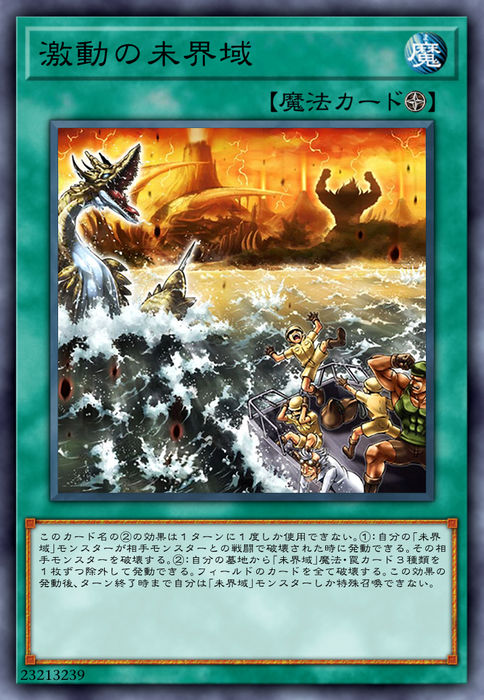 激動の未界域
魔
【魔法カード】
このカード名の②の効果は１ターンに１度しか使用できない。①：自分の「未界
域」モンスターが相手モンスターとの戦闘で破壊された時に発動できる。その相
手モンスターを破壊する。②：自分の墓地から「未界域」魔法・罠カード３種類を
１枚ずつ除外して発動できる。フィールドのカードを全て破壊する。この効果の
発動後、ターン終了時まで自分は「未界域」モンスターしか特殊召喚できない。
23213239